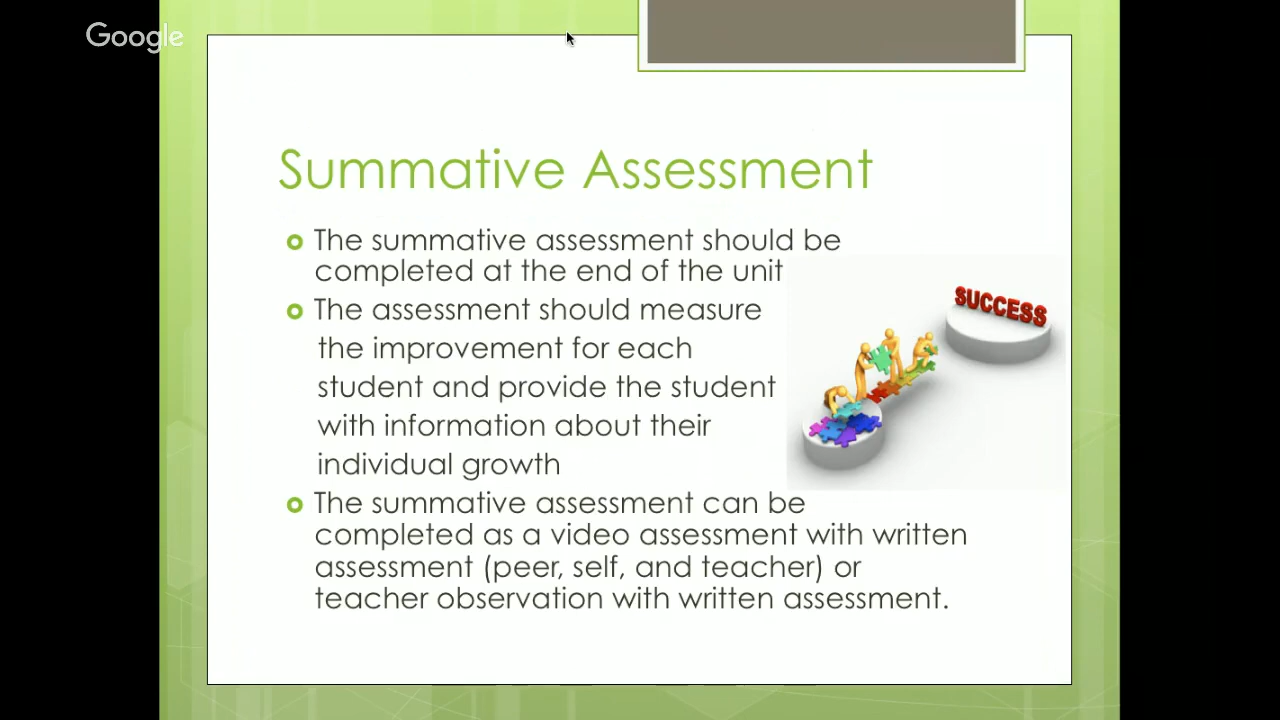 Google
Summative Assessment
The summative assessment should be
completed at the end of the unit
The assessment should measure
the improvement for each
student and provide the student
with information about their
individual growth
SUCCESS
The summative assessment can be
completed as a video assessment with written
assessment (peer, self, and teacher) or
teacher observation with written assessment.